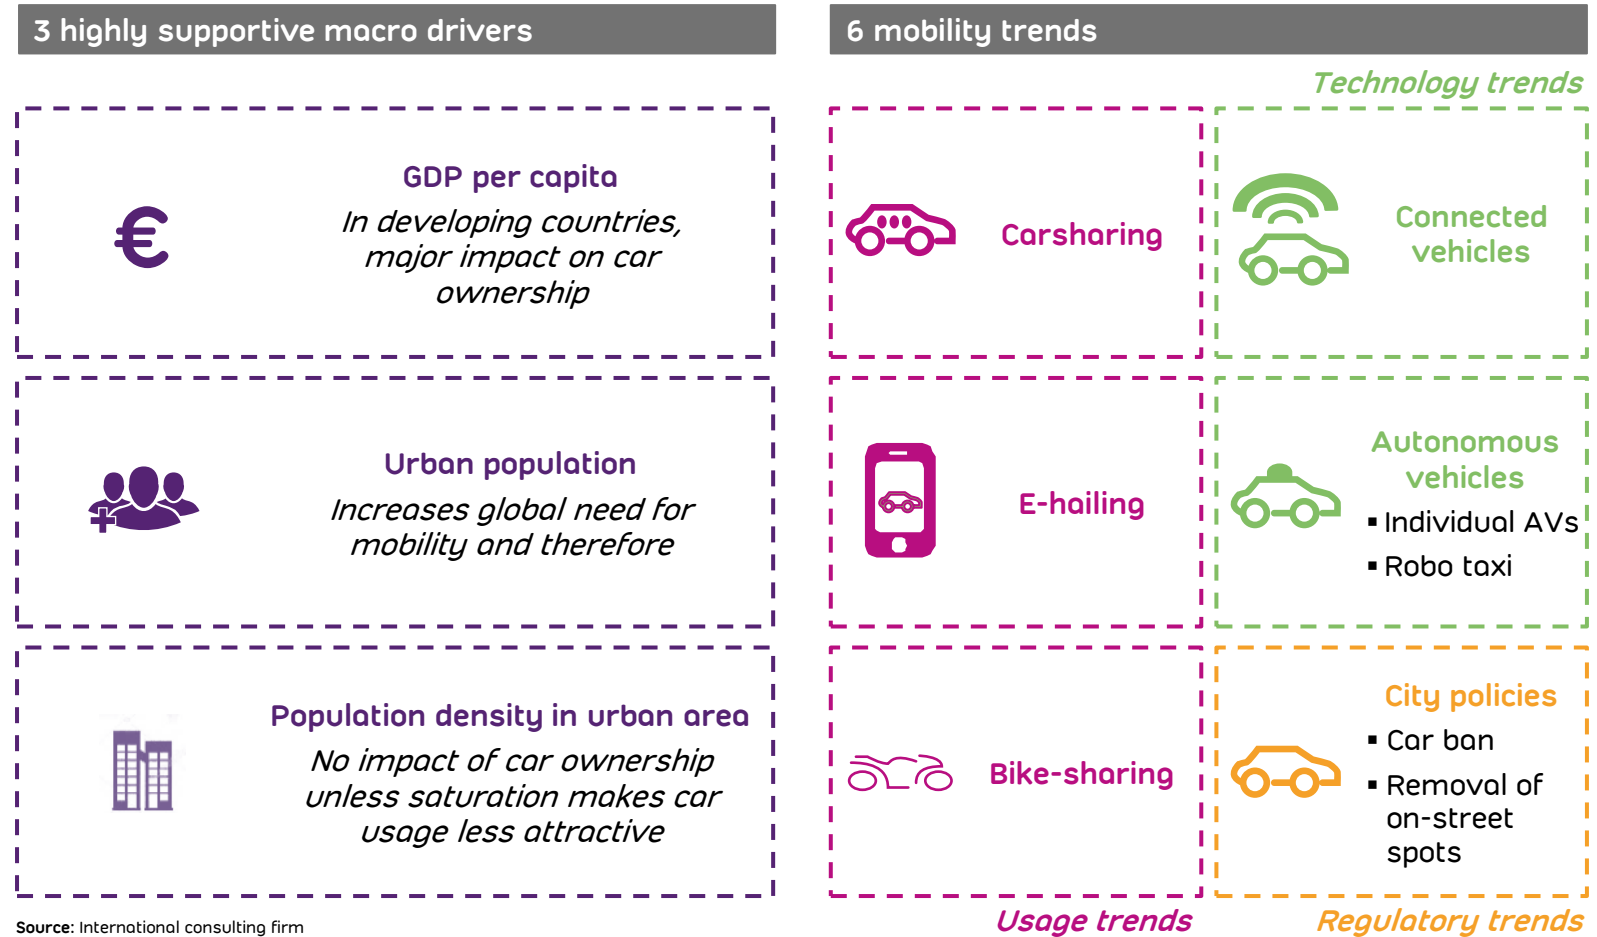 3 highly supportive macro drivers
GDP per capita
In developing countries,
major impact on car
ownership
Urban population
Increases global need for
mobility and therefore
Population density in urban area
No impact of car ownership
unless saturation makes car
usage less attractive
Source: International consulting firm
6 mobility trends
Technology trends
Carsharing
Connected
vehicles
E-hailing
Autonomous
vehicles
▪ Individual AVs
▪ Robo taxi
Bike-sharing
City policies
▪ Car ban
▪ Removal of
on-street
spots
Usage trends
Regulatory trends